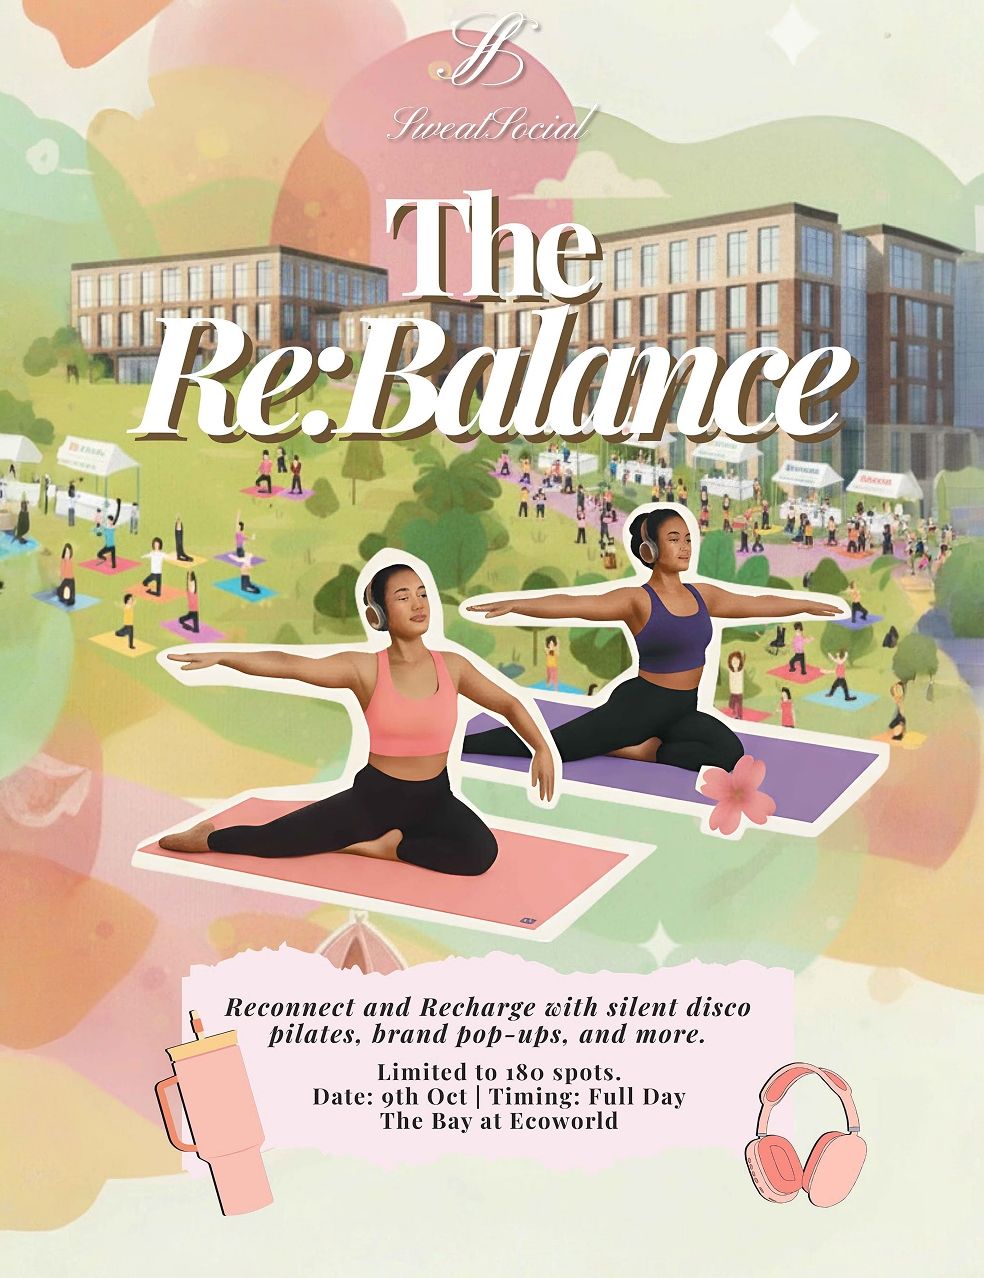 SweatSocial
The
Re:Balance
Reconnect and Recharge with silent disco
pilates, brand pop-ups, and more.
Limited to 180 spots.
Date: 9th Oct | Timing: Full Day
The Bay at Ecoworld